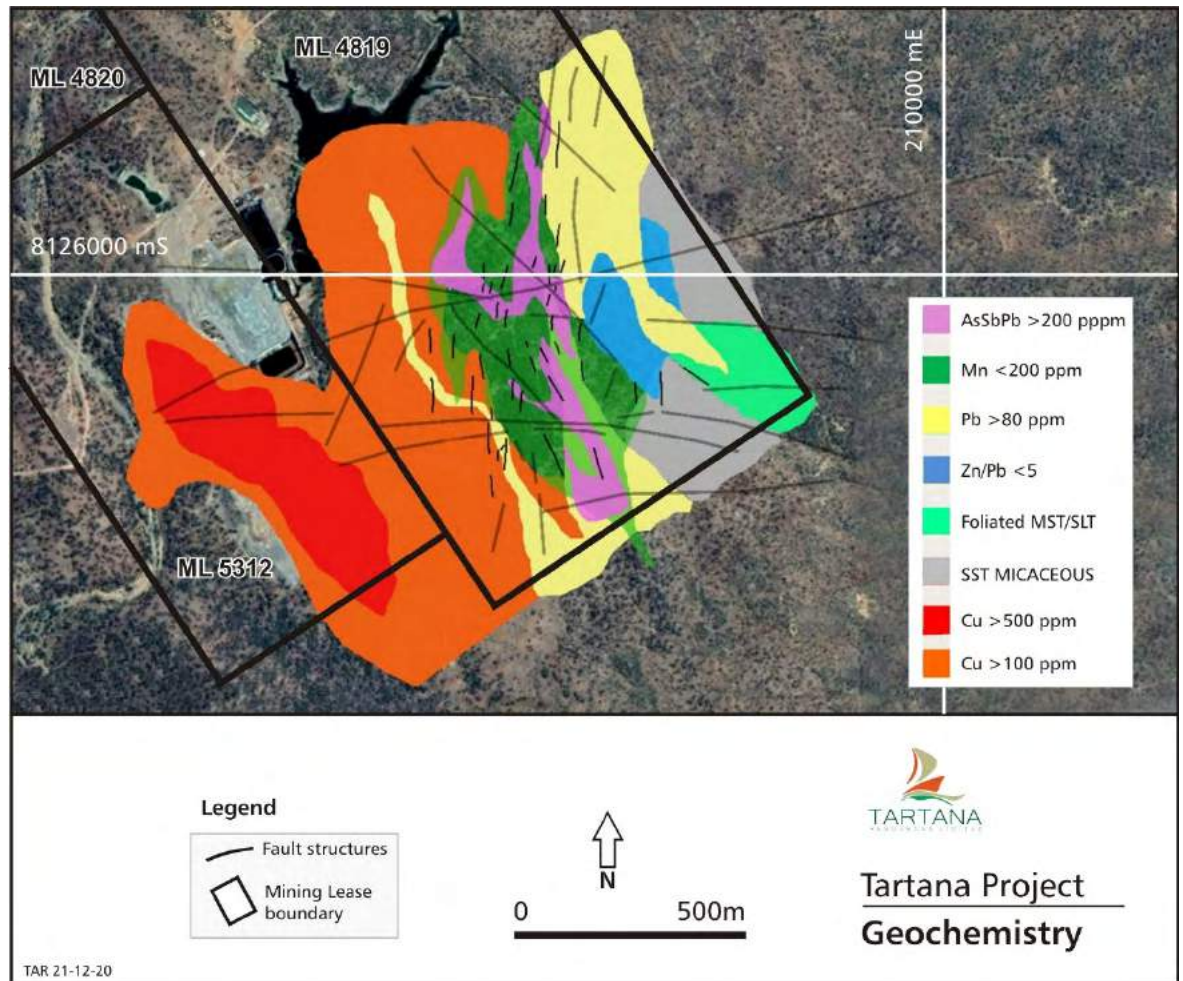 ML 4819
ML 4820
210000 mE
8126000 mS
ML 5312
AsSbPb >200 pppm
Mn <200 ppm
Pb >80 ppm
Zn/Pb <5
Foliated MST/SLT
SST MICACEOUS
Cu >500 ppm
Cu >100 ppm
Legend
Fault structures
Mining Lease
boundary
N
0 500m
TARTANA
RESOURCES LIMITED
Tartana Project
Geochemistry
TAR 21-12-20